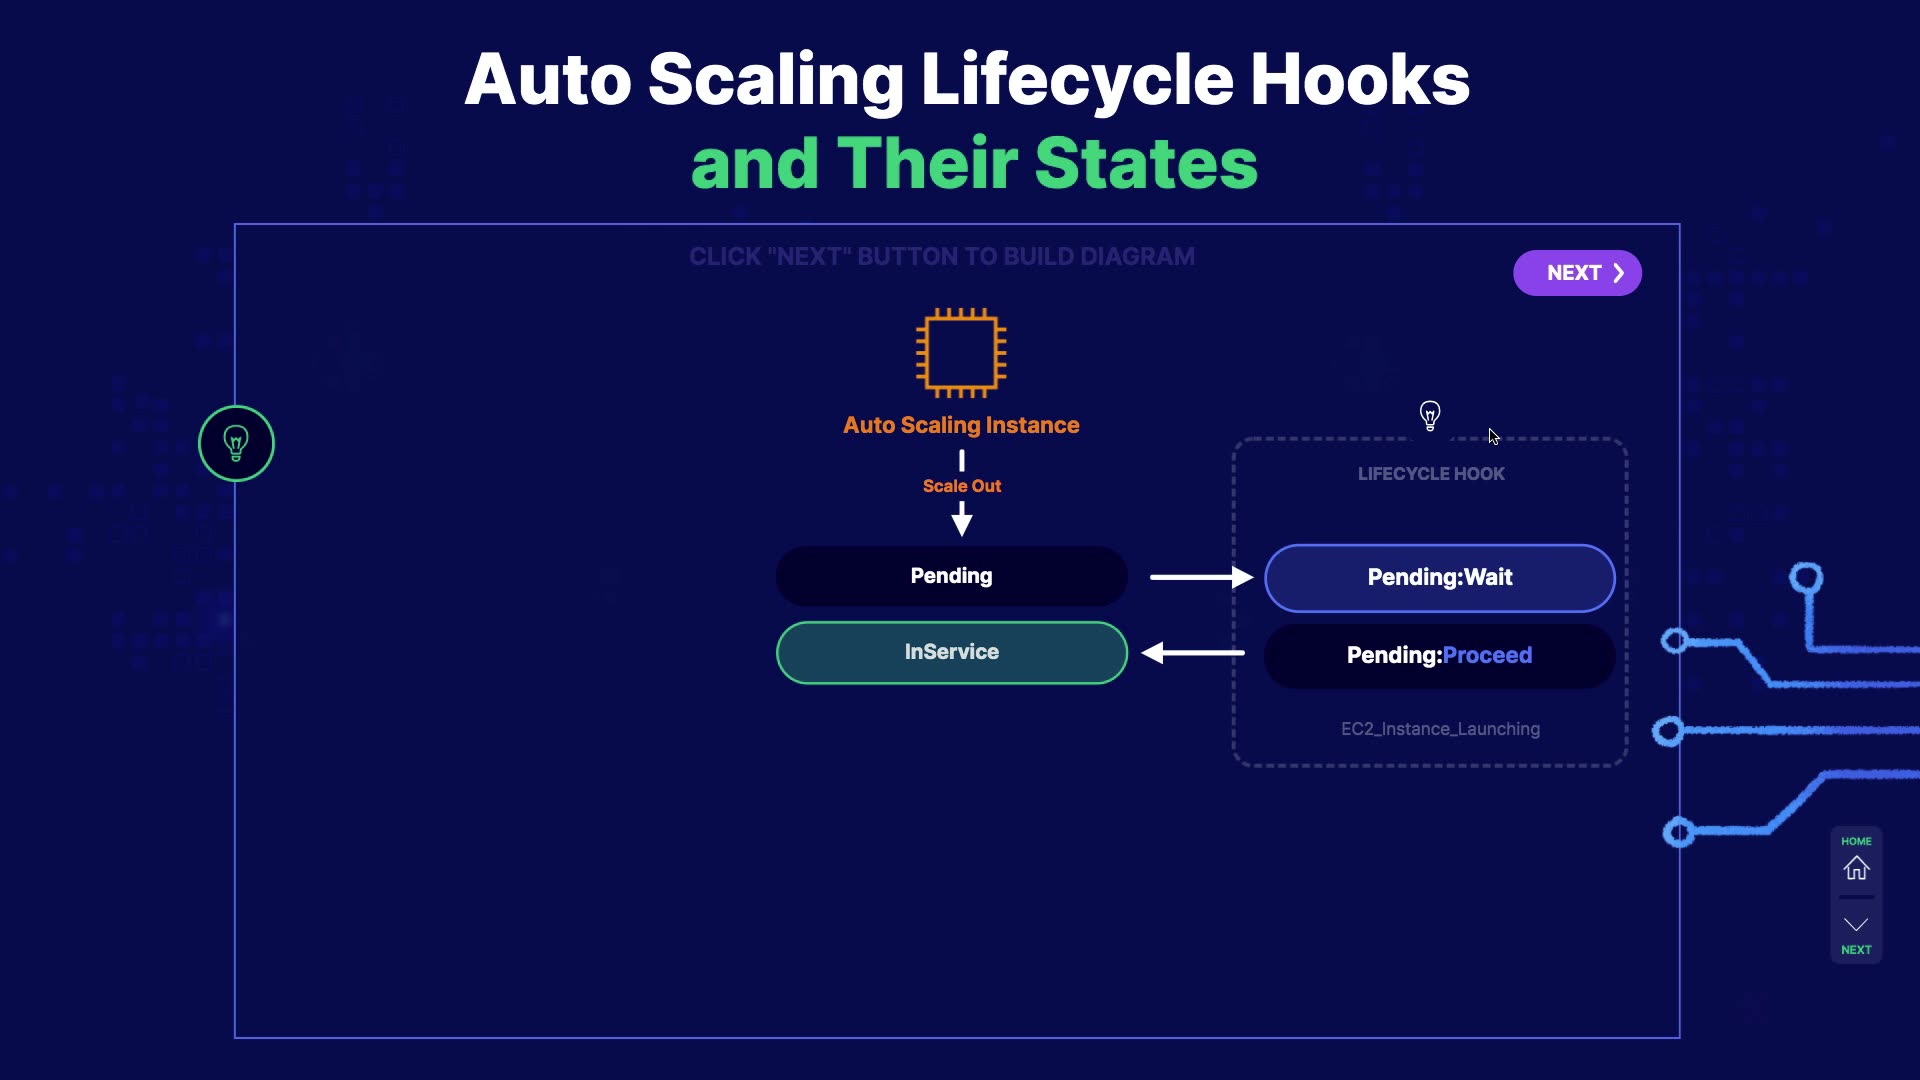 Auto Scaling Lifecycle Hooks
and Their States
CLICK "NEXT" BUTTON TO BUILD DIAGRAM
NEXT
Auto Scaling Instance
Scale Out
LIFECYCLE HOOK
Pending
Pending:Wait
InService
Pending:Proceed
EC2_Instance_Launching
HOME
NEXT